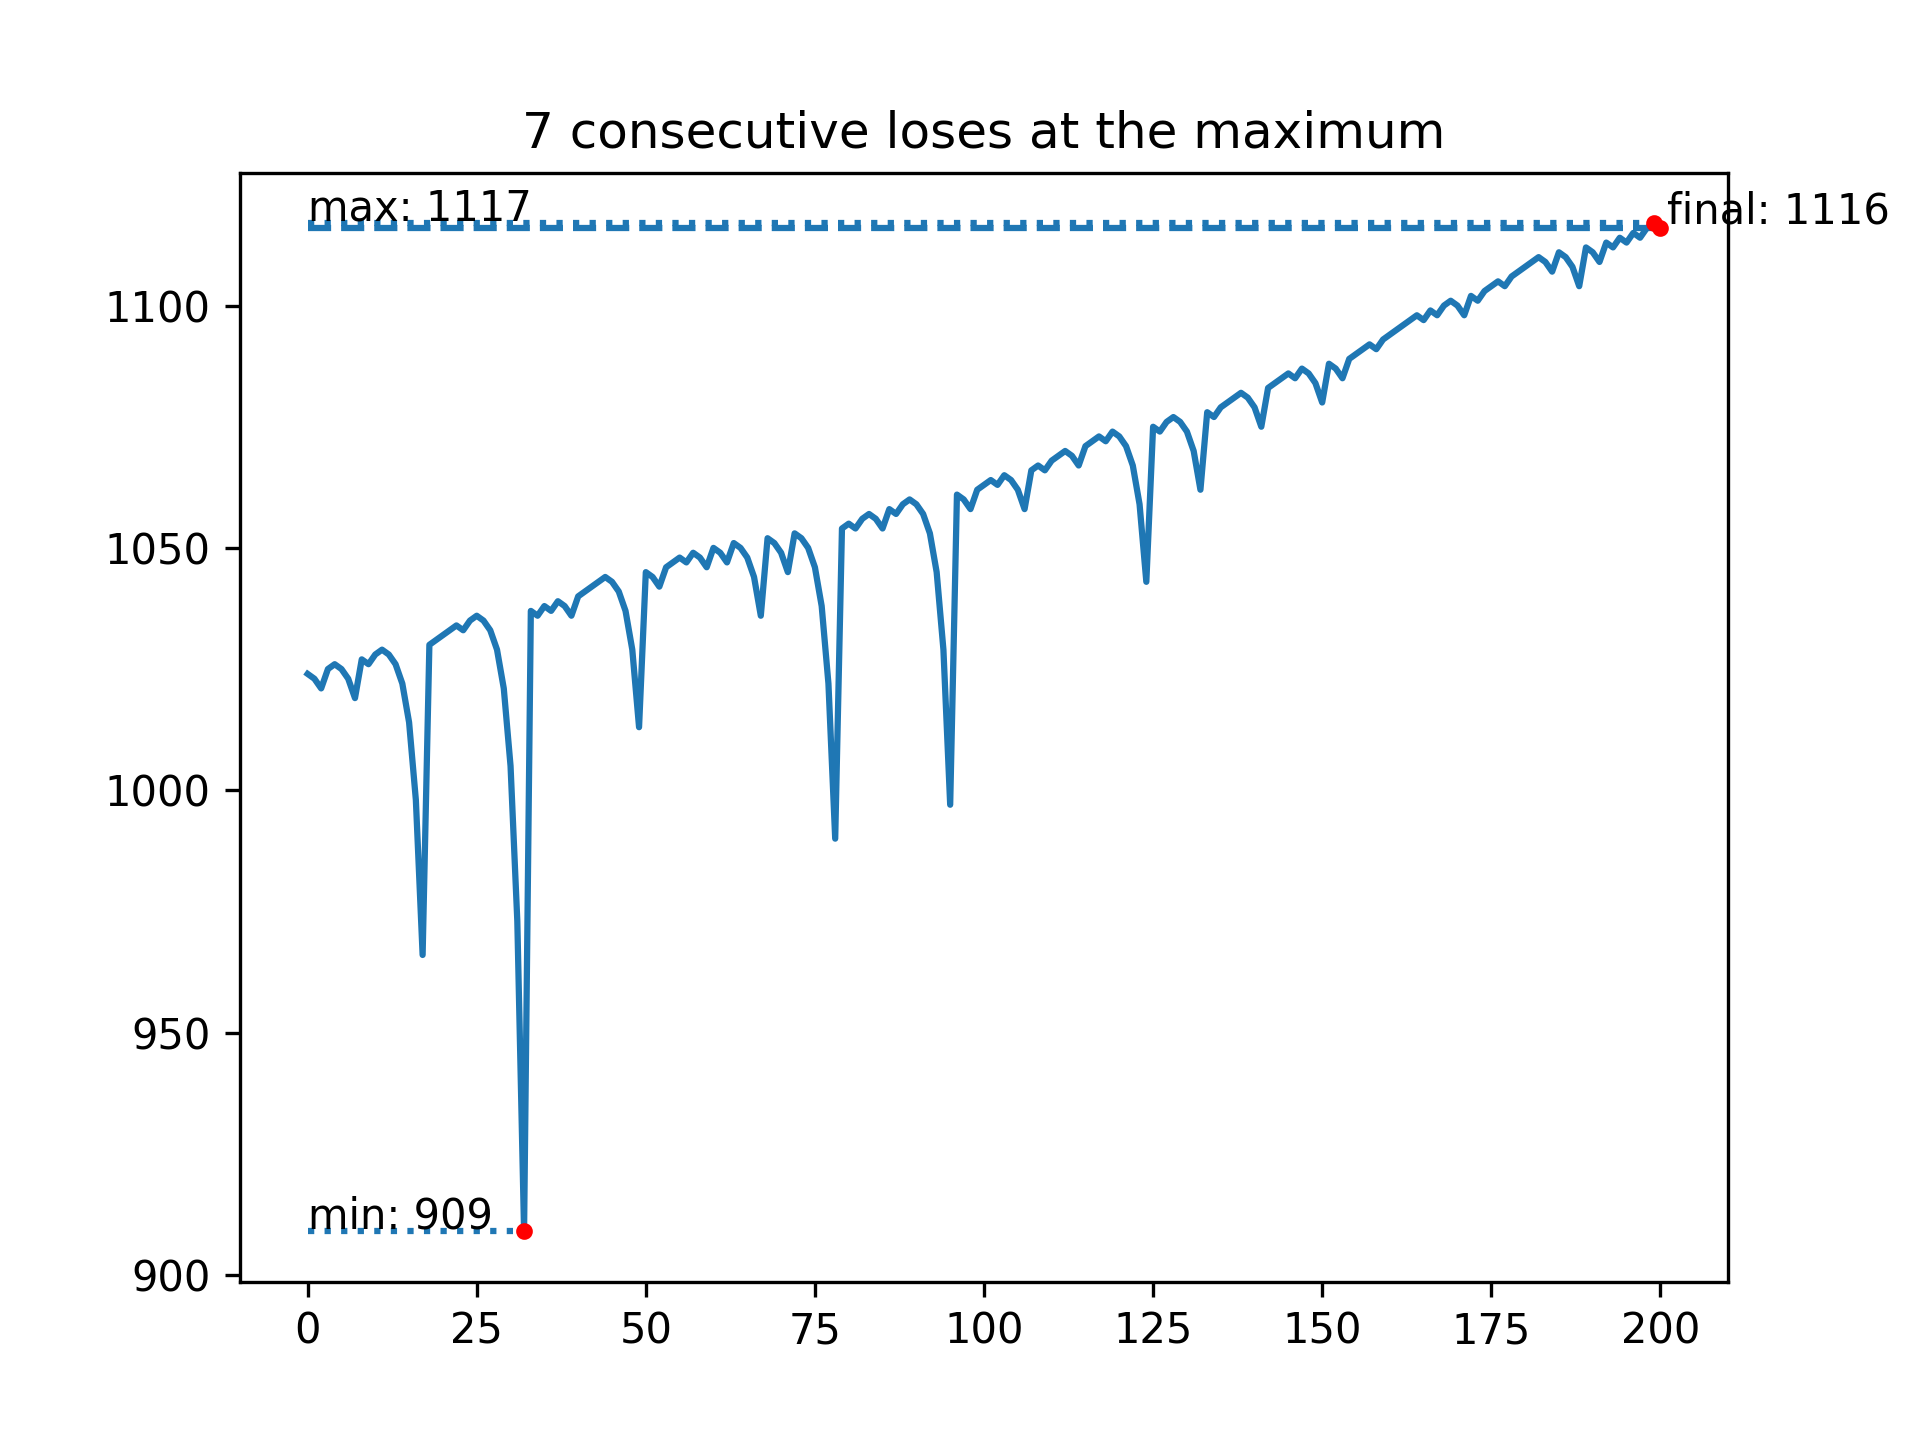 7 consecutive loses at the maximum
max: 1117
final: 1116
1100
1050
1000
950
min: 909
900
0 25 50 75 100 125 150 175 200